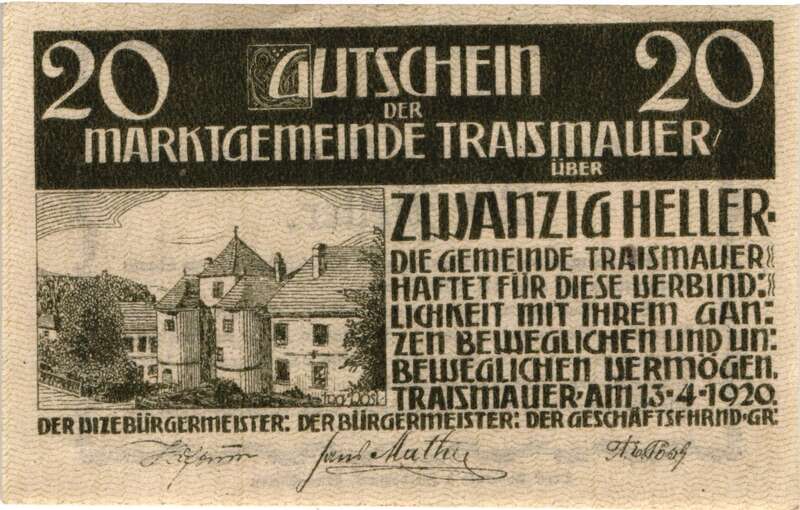 20 GUTSCHEIN 20
DER
MARKTGEMEINDE TRAISMAUER/
ÜBER
ZWANZIG HELLER·
DIE GEMEINDE TRAISMAUER
HAFTET FÜR DIESE VERBIND:
LICHKEIT MIT IHREM GAN:
ZEN BEWEGLICHEN UND UN:
BEWEGLICHEN VERMÖGEN.
TRAISMAUER·AM 13·4·1920.
DER VIZEBÜRGERMEISTER: DER BÜRGERMEISTER: DER GESCHÄFTSFHRND·GR:
Hans